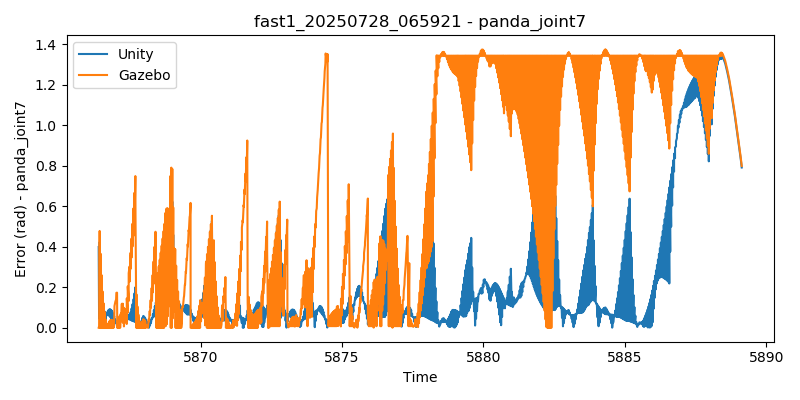 fast1_20250728_065921 - panda_joint7
Unity
Gazebo
Error (rad) - panda_joint7
1.4
1.2
1.0
0.8
0.6
0.4
0.2
0.0
5870 5875 5880 5885 5890
Time